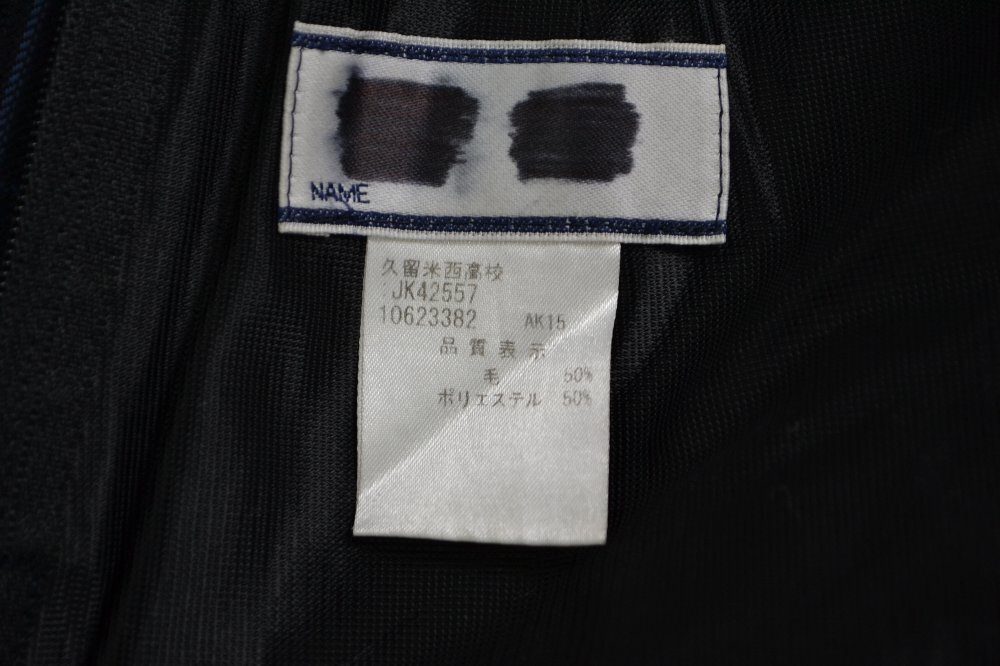 NAME
久留米西高校
:JK42557
10623382 AK15
品質表示
毛 50%
ポリエステル 50%